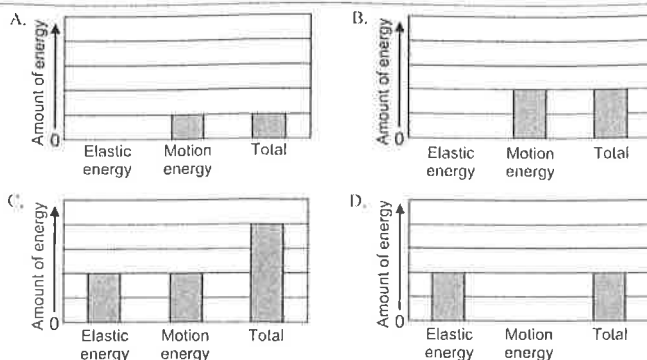 A.
Amount of energy
0
Elastic energy
Motion energy
Total
B.
Amount of energy
0
Elastic energy
Motion energy
Total
C.
Amount of energy
0
Elastic energy
Motion energy
Total
D.
Amount of energy
0
Elastic energy
Motion energy
Total